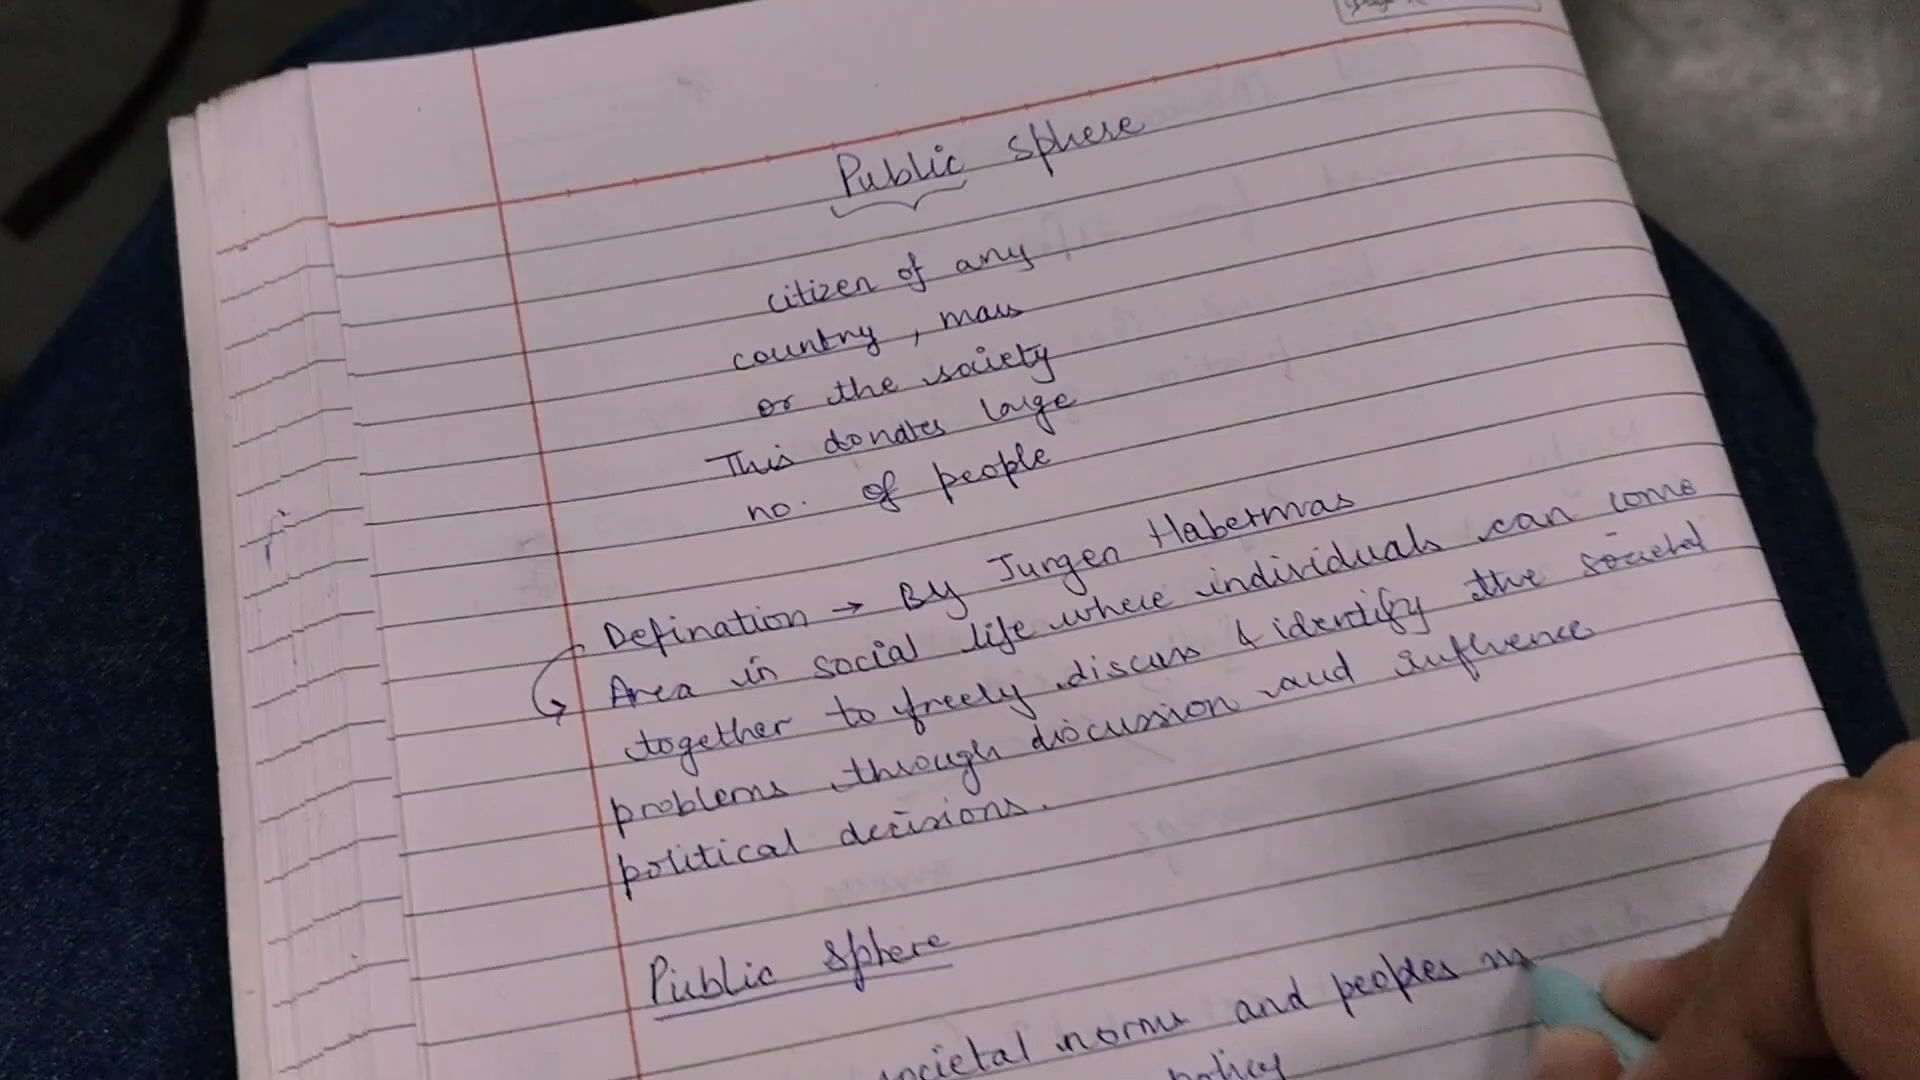 Public sphere
citizen of any
country, mass
or the society
This donates large
no. of people
Defination → By Jurgen Habermas
Area in social life where individuals can come
together to freely discuss & identify the societal
problems through discussion and influence
political decisions.
Public sphere
societal norms and peoples
policy